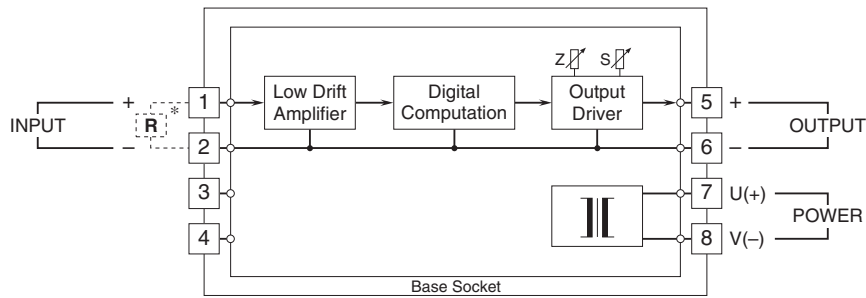 Z S
1 Low Drift Amplifier Digital Computation Output Driver 5 +
+
*
INPUT R OUTPUT
–
2 6 –
3 7 U(+)
POWER
4 8 V(–)
Base Socket